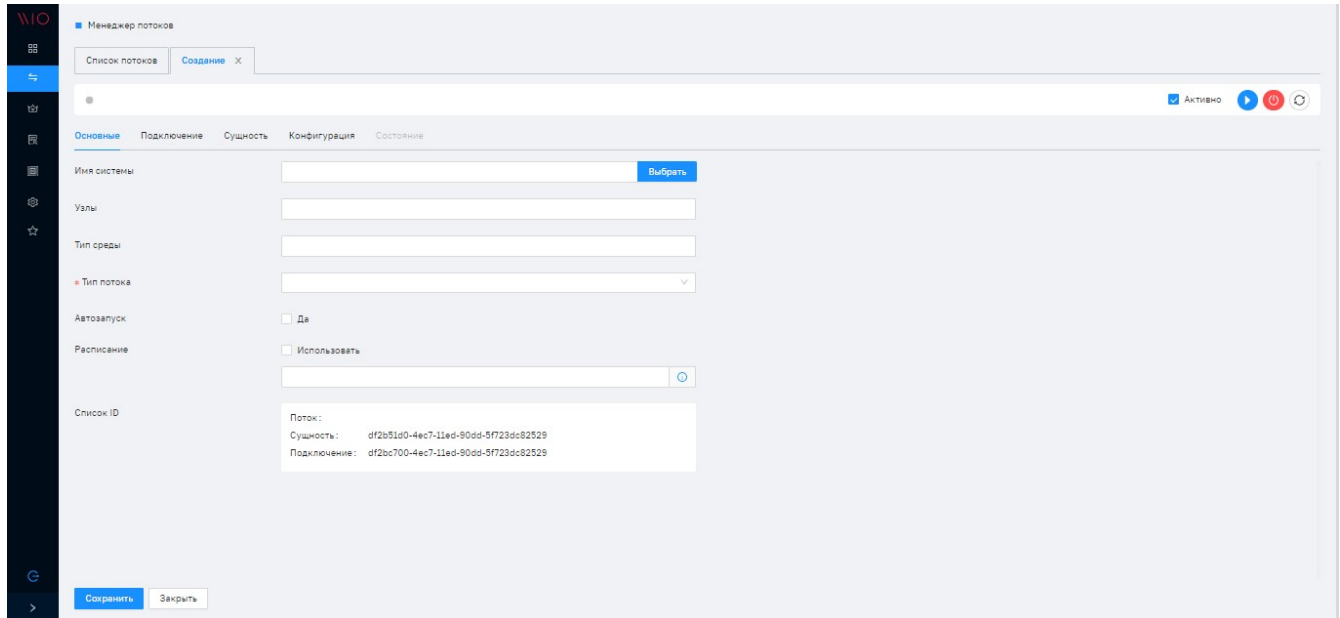 WIO
Менеджер потоков
Список потоков Создание X
Активно
Основные Подключение Сущность Конфигурация Состояние
Имя системы Выбрать
Узлы
Тип среды
* Тип потока
Автозапуск Да
Расписание Использовать
Список ID
Поток:
Сущность: df2b51d0-4ec7-11ed-90dd-5f723dc82529
Подключение: df2bc700-4ec7-11ed-90dd-5f723dc82529
Сохранить Закрыть